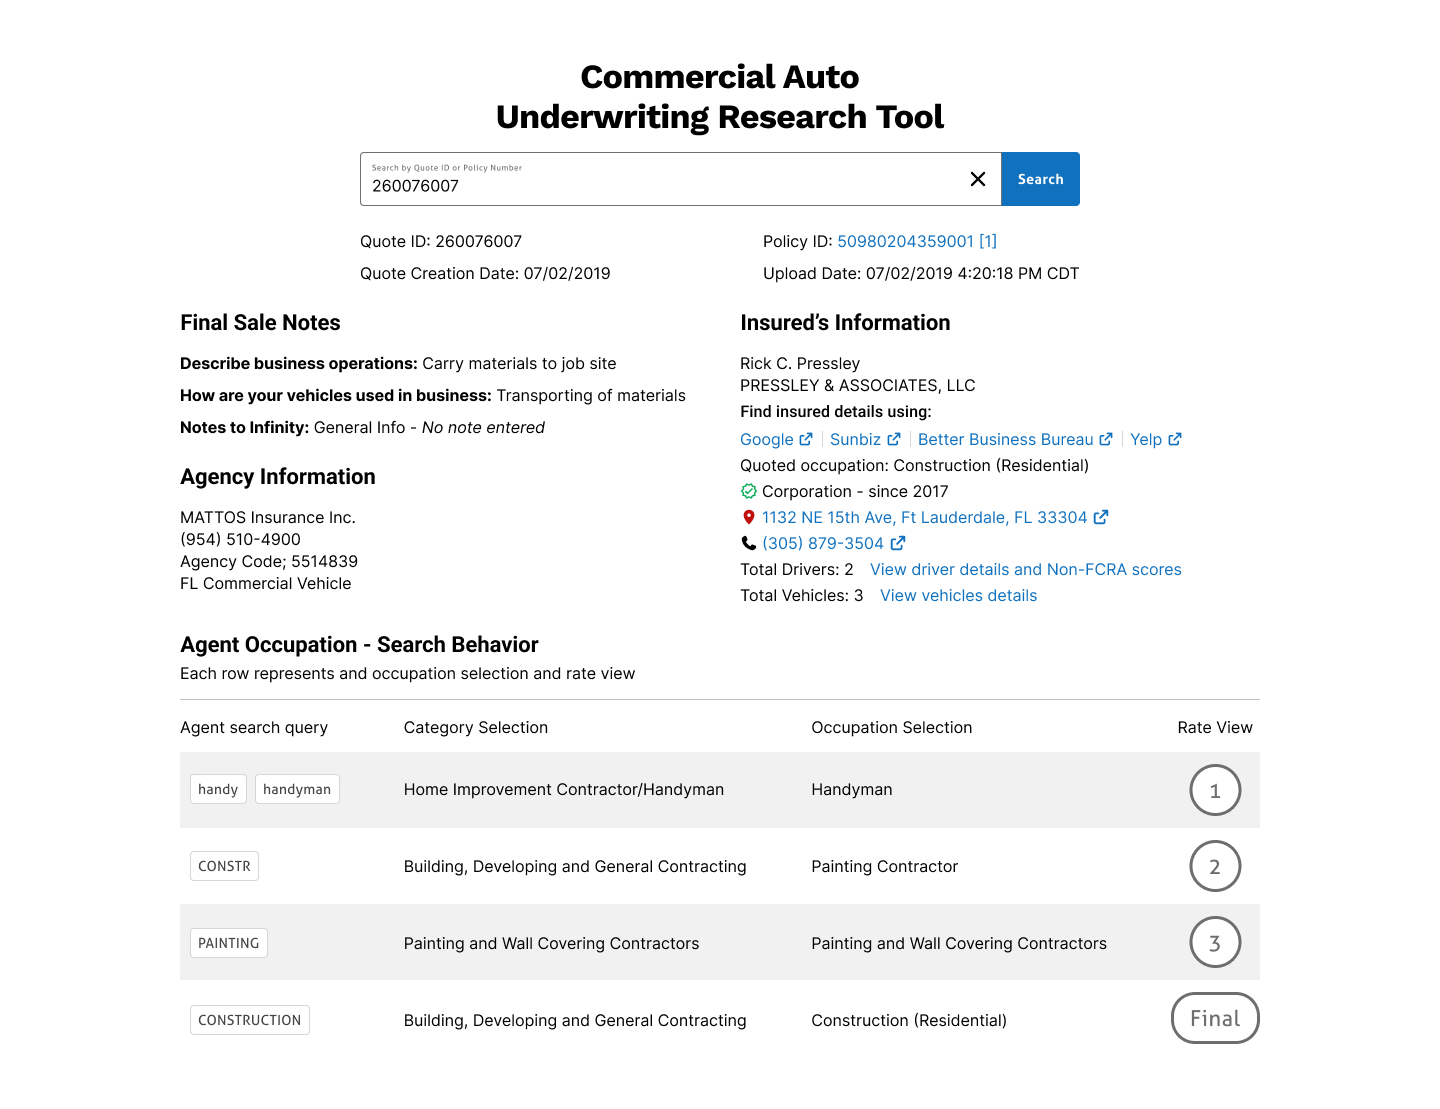 Commercial Auto
Underwriting Research Tool
Search by Quote ID or Policy Number
260076007
Search
Quote ID: 260076007
Policy ID: 50980204359001 [1]
Quote Creation Date: 07/02/2019
Upload Date: 07/02/2019 4:20:18 PM CDT
Final Sale Notes
Describe business operations: Carry materials to job site
How are your vehicles used in business: Transporting of materials
Notes to Infinity: General Info - No note entered
Agency Information
MATTOS Insurance Inc.
(954) 510-4900
Agency Code; 5514839
FL Commercial Vehicle
Insured’s Information
Rick C. Pressley
PRESSLEY & ASSOCIATES, LLC
Find insured details using:
Google Sunbiz Better Business Bureau Yelp
Quoted occupation: Construction (Residential)
Corporation - since 2017
1132 NE 15th Ave, Ft Lauderdale, FL 33304
(305) 879-3504
Total Drivers: 2 View driver details and Non-FCRA scores
Total Vehicles: 3 View vehicles details
Agent Occupation - Search Behavior
Each row represents and occupation selection and rate view
Agent search query Category Selection Occupation Selection Rate View
handy handyman Home Improvement Contractor/Handyman Handyman 1
CONSTR Building, Developing and General Contracting Painting Contractor 2
PAINTING Painting and Wall Covering Contractors Painting and Wall Covering Contractors 3
CONSTRUCTION Building, Developing and General Contracting Construction (Residential) Final